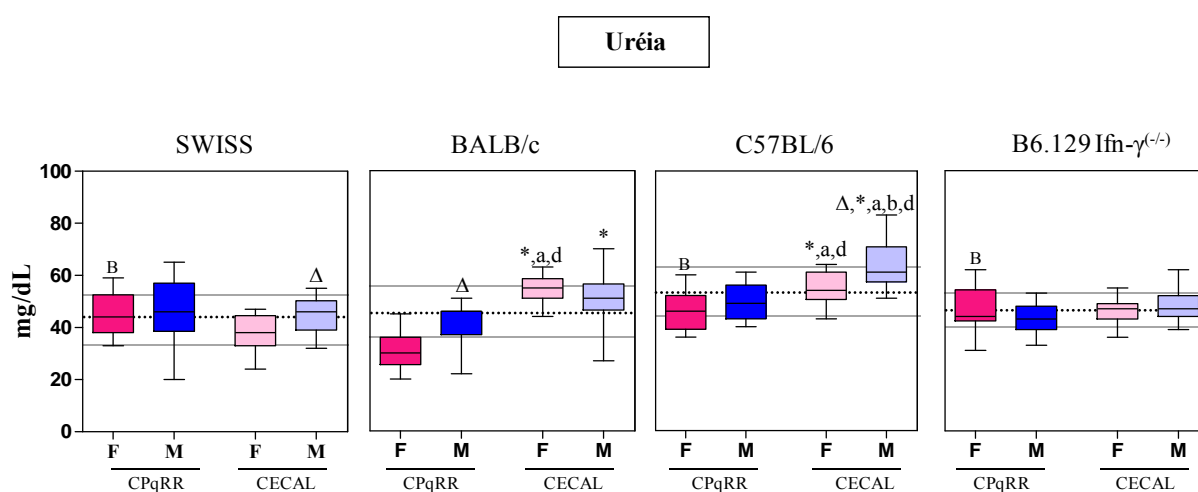 Uréia
SWISS BALB/c C57BL/6 B6.129 Ifn-γ(-/-)
mg/dL
100
80
60
40
20
0
B Δ
Δ *,a,d *
B *,a,d Δ,*,a,b,d
B
F M F M F M F M F M F M F M F M
CPqRR CECAL CPqRR CECAL CPqRR CECAL CPqRR CECAL